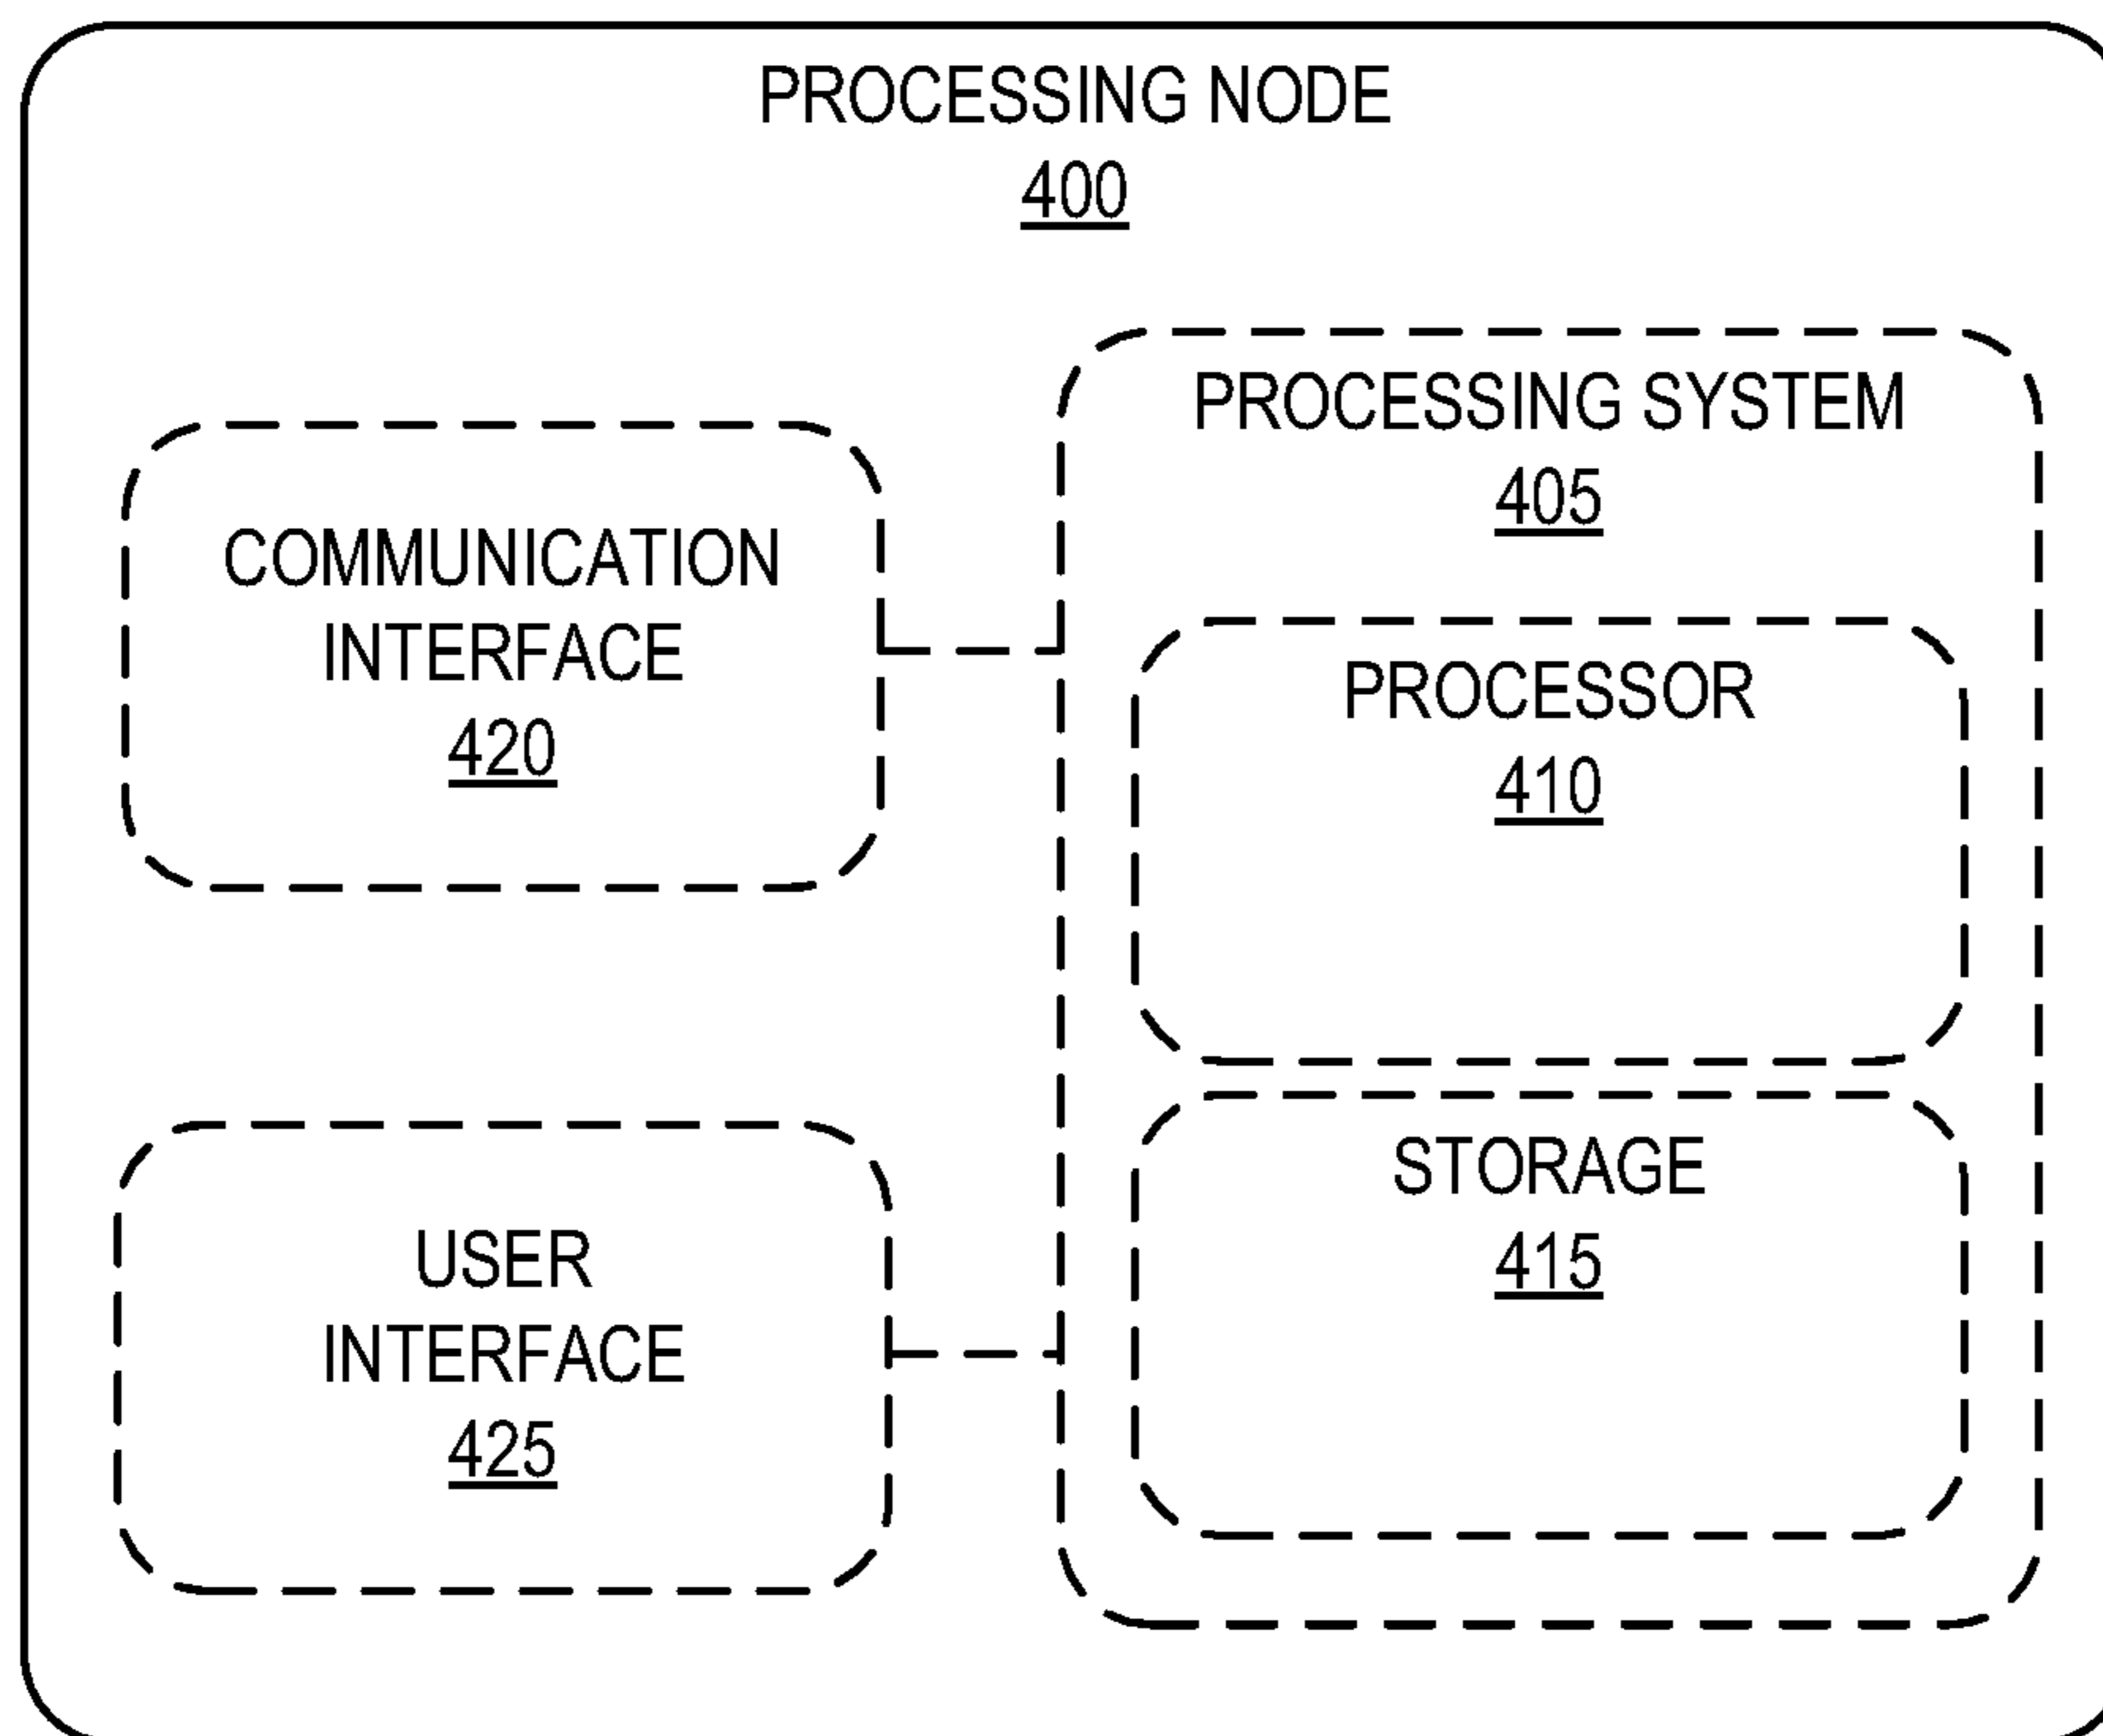 PROCESSING NODE
400
PROCESSING SYSTEM
405
COMMUNICATION
INTERFACE
420
PROCESSOR
410
STORAGE
415
USER
INTERFACE
425